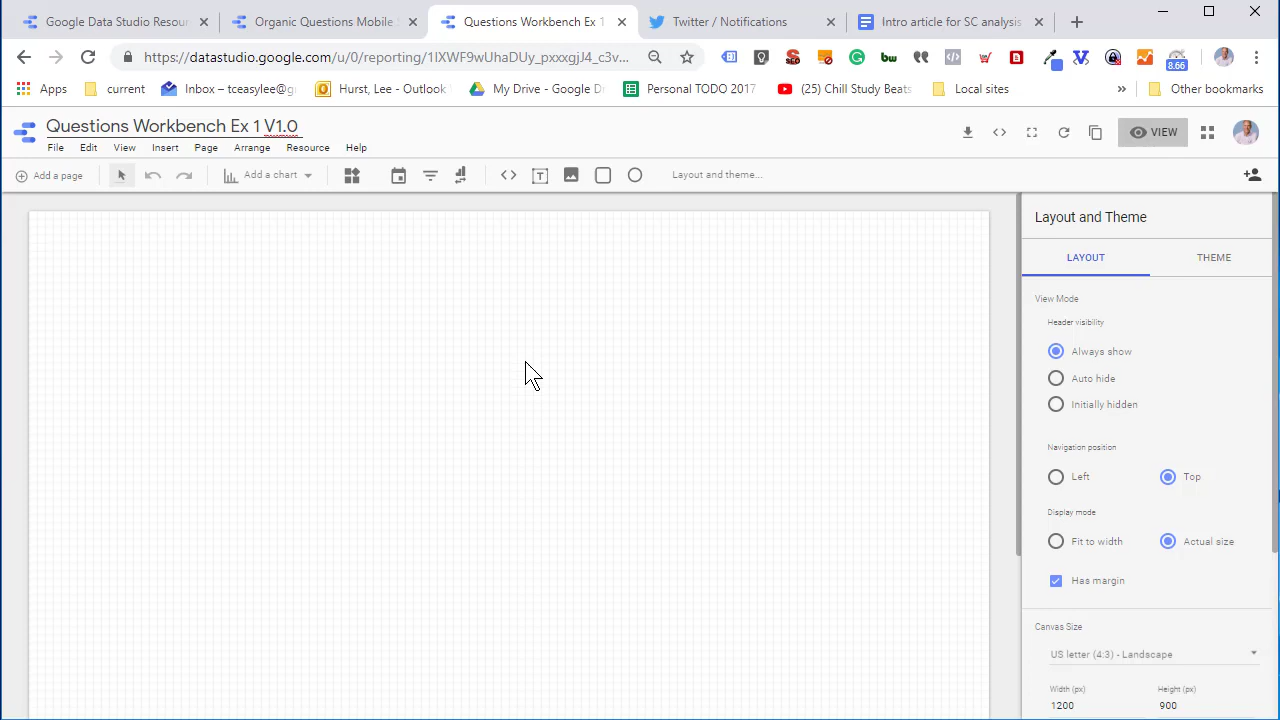 Google Data Studio Resou
Organic Questions Mobile
Questions Workbench Ex 1
Twitter / Notifications
Intro article for SC analysis
https://datastudio.google.com/u/0/reporting/1IXWF9wUhaDUy_pxxxgjJ4_c3v...
8.66
Apps
current
Inbox – tceasylee@g
Hurst, Lee - Outlook
My Drive - Google D
Personal TODO 2017
(25) Chill Study Beats
Local sites
»
Other bookmarks
Questions Workbench Ex 1 V1.0
VIEW
File
Edit
View
Insert
Page
Arrange
Resource
Help
Add a page
Add a chart
Layout and theme...
Layout and Theme
LAYOUT
THEME
View Mode
Header visibility
Always show
Auto hide
Initially hidden
Navigation position
Left
Top
Display mode
Fit to width
Actual size
Has margin
Canvas Size
US letter (4:3) - Landscape
Width (px)
Height (px)
1200
900